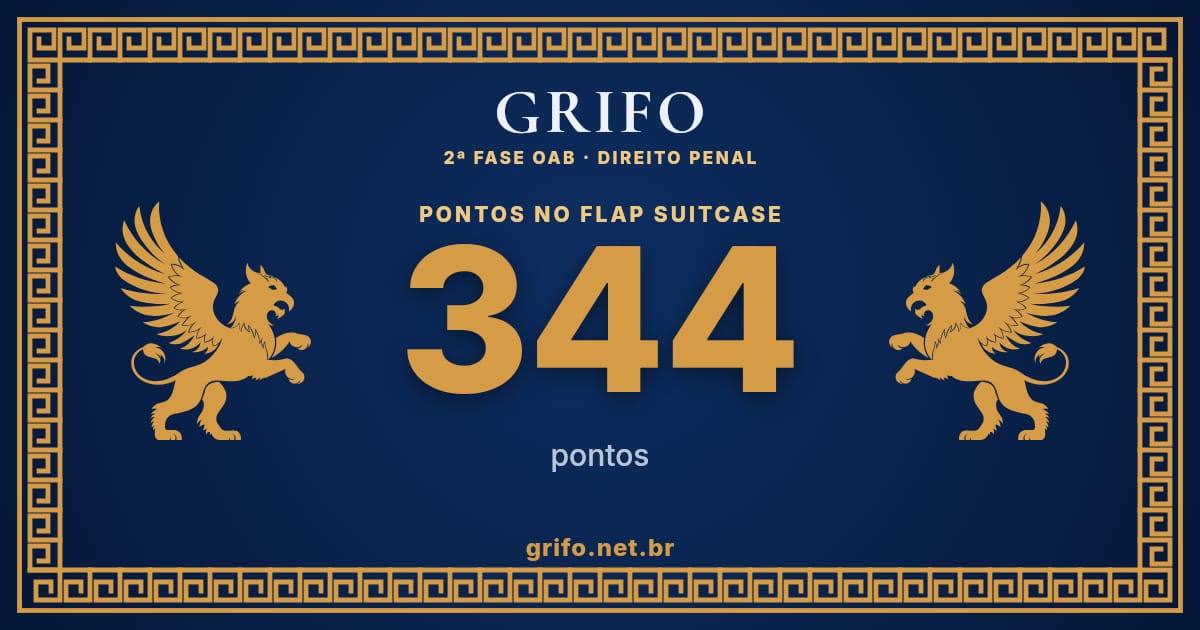 GRIFO
2ª FASE OAB · DIREITO PENAL
PONTOS NO FLAP SUITCASE
344
pontos
grifo.net.br